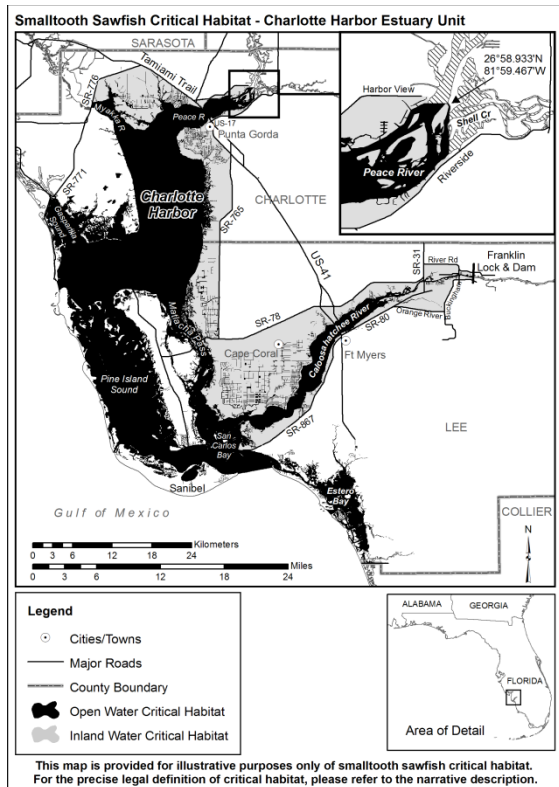 Smalltooth Sawfish Critical Habitat - Charlotte Harbor Estuary Unit
SARASOTA
Tamiami Trail
SR-776
Myakka R
Peace R
US-17
Punta Gorda
26° 58.933'N
81° 59.467'W
Harbor View
Shell Cr
Peace River
Riverside
SR-771
Gasparilla
Sound
Charlotte
Harbor
CHARLOTTE
SR-765
US-41
SR-31
River Rd
Franklin
Lock & Dam
Buckingham
Orange River
SR-80
SR-78
Matlacha Pass
Caloosahatchee River
Cape Coral
Ft Myers
Pine Island
Sound
SR-867
LEE
San
Carlos
Bay
Sanibel
Estero
Bay
Gulf of Mexico
COLLIER
Kilometers
0 3 6 12 18 24
Miles
0 3 6 12 18 24
N
Legend
Cities/Towns
Major Roads
County Boundary
Open Water Critical Habitat
Inland Water Critical Habitat
ALABAMA
GEORGIA
FLORIDA
Area of Detail
This map is provided for illustrative purposes only of smalltooth sawfish critical habitat.
For the precise legal definition of critical habitat, please refer to the narrative description.